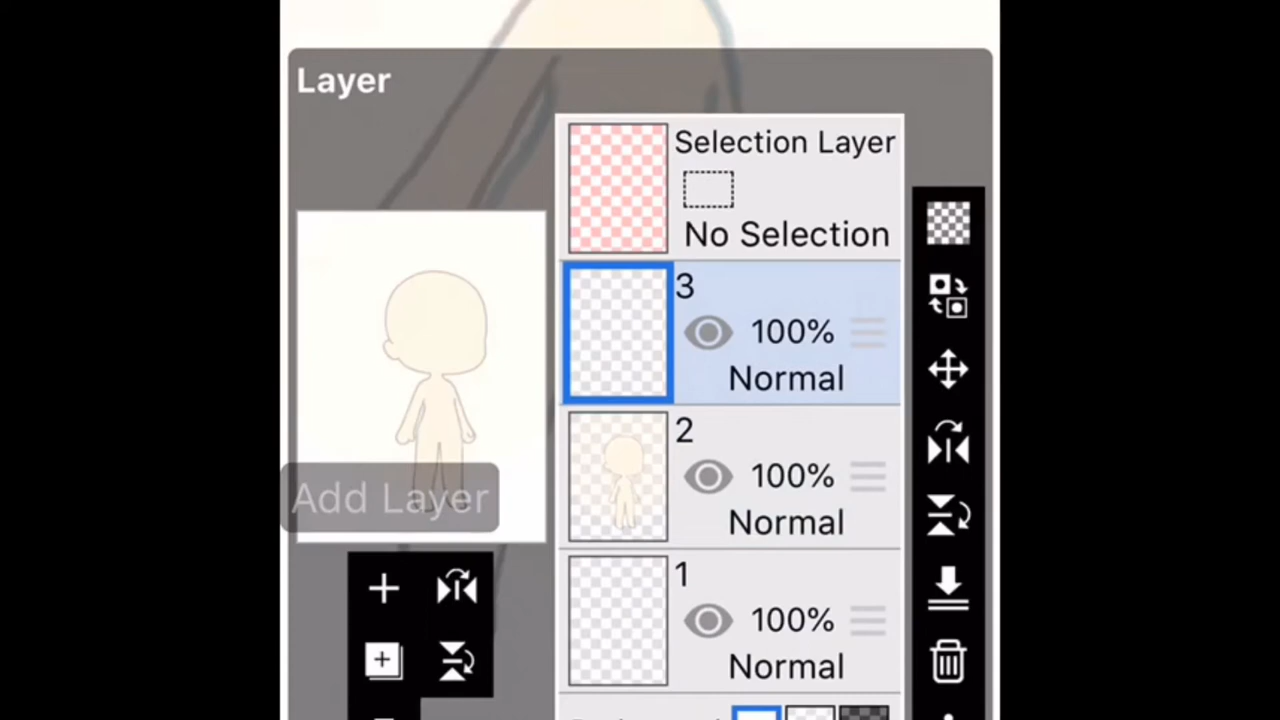 Layer
Selection Layer
No Selection
3
100%
Normal
2
100%
Normal
Add Layer
1
100%
Normal